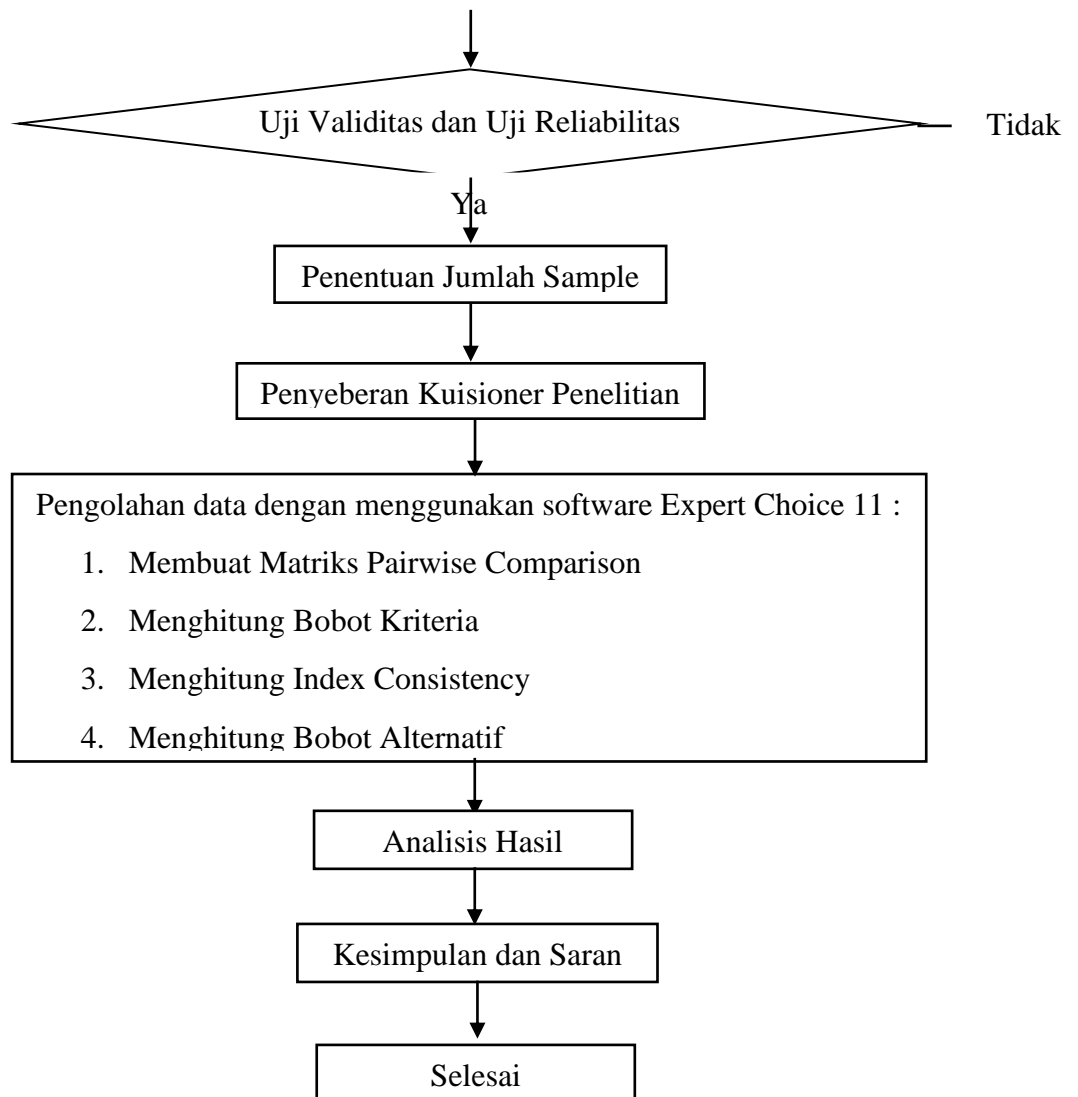 Uji Validitas dan Uji Reliabilitas
Tidak
Ya
Penentuan Jumlah Sample
Penyeberan Kuisioner Penelitian
Pengolahan data dengan menggunakan software Expert Choice 11 :
1. Membuat Matriks Pairwise Comparison
2. Menghitung Bobot Kriteria
3. Menghitung Index Consistency
4. Menghitung Bobot Alternatif
Analisis Hasil
Kesimpulan dan Saran
Selesai